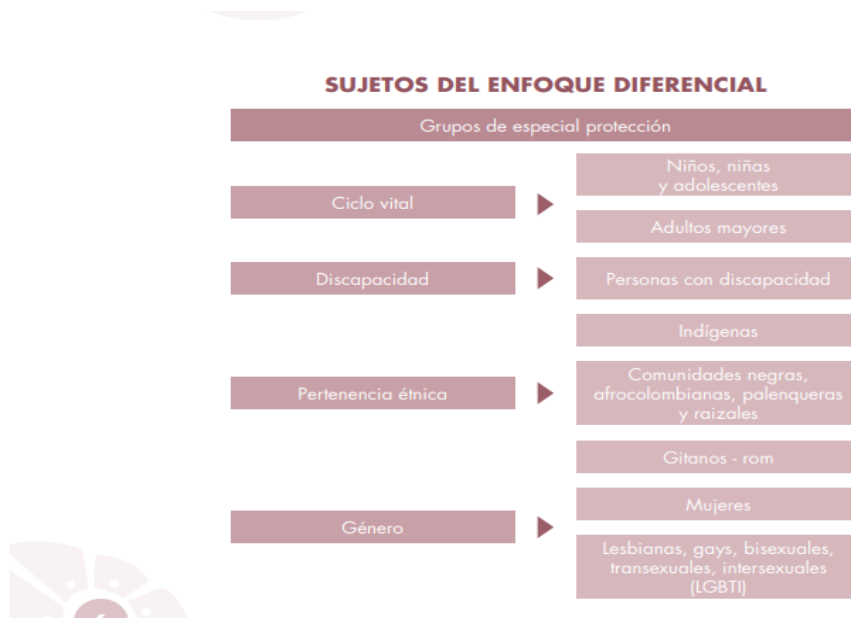 SUJETOS DEL ENFOQUE DIFERENCIAL
Grupos de especial protección
Ciclo vital
Niños, niñas
y adolescentes
Adultos mayores
Discapacidad
Personas con discapacidad
Indígenas
Pertenencia étnica
Comunidades negras,
afrocolombianas, palenqueras
y raizales
Gitanos - rom
Género
Mujeres
Lesbianas, gays, bisexuales,
transexuales, intersexuales
(LGBTI)